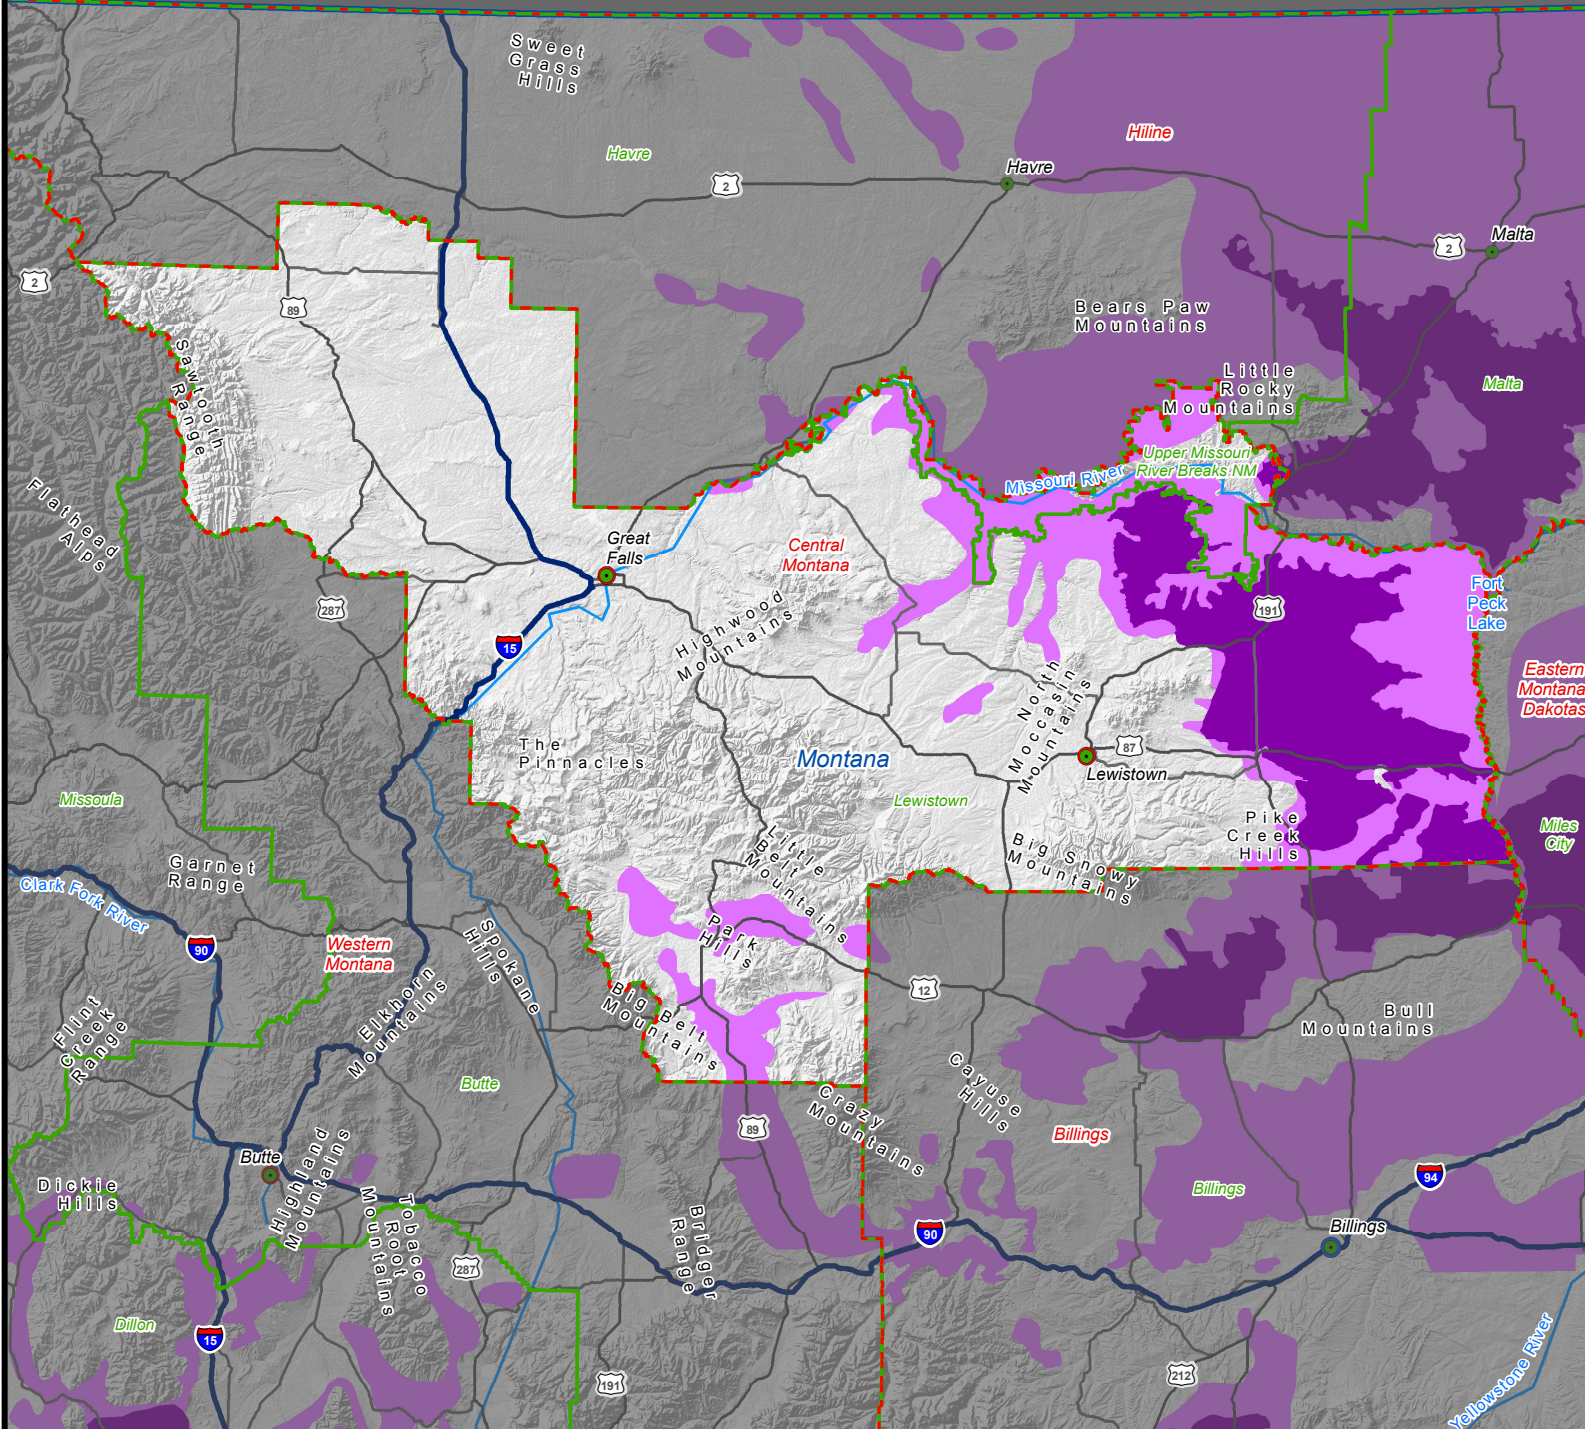 Sweet
Grass
Hills
Havre
Hiline
Havre
2
Malta
2
2
89
Bears Paw
Mountains
Little
Rocky
Mountains
Malta
Sawtooth
Range
Upper Missouri
River Breaks NM
Missouri River
Flathead
Alps
Great
Falls
Central
Montana
Fort
Peck
Lake
287
191
Highwood
Mountains
15
Eastern
Montana
Dakotas
North
Moccasin
Mountains
The
Pinnacles
Montana
87
Lewistown
Missoula
Lewistown
Pike
Creek
Hills
Miles
City
Little
Belt
Mountains
Big Snowy
Mountains
Garnet
Range
Clark Fork River
90
Western
Montana
Spokane
Hills
Park
Hills
12
Elkhorn
Mountains
Big Belt
Mountains
Bull
Mountains
Flint
Creek
Range
Butte
Cayuse
Hills
Crazy
Mountains
89
Billings
Butte
Highland
Mountains
Dickie
Hills
Tobacco
Root
Mountains
94
Billings
Billings
90
Bridger
Range
287
Dillon
15
191
212
Yellowstone River